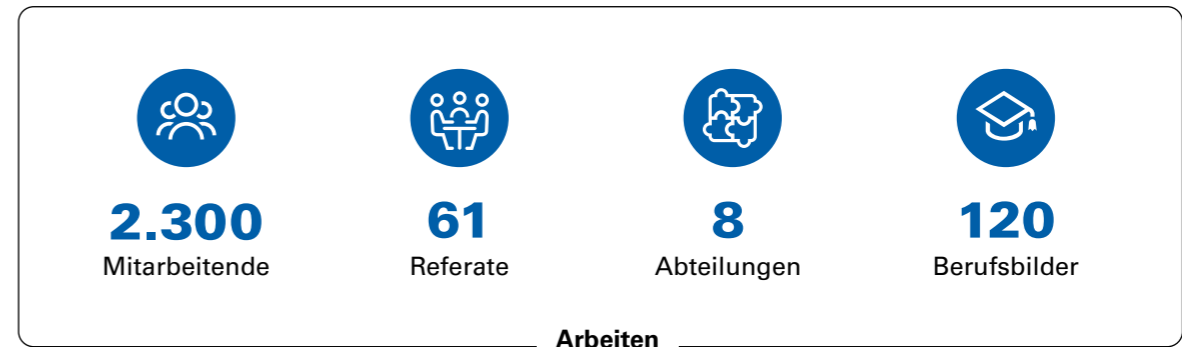 2.300
Mitarbeitende
61
Referate
8
Abteilungen
120
Berufsbilder
Arbeiten